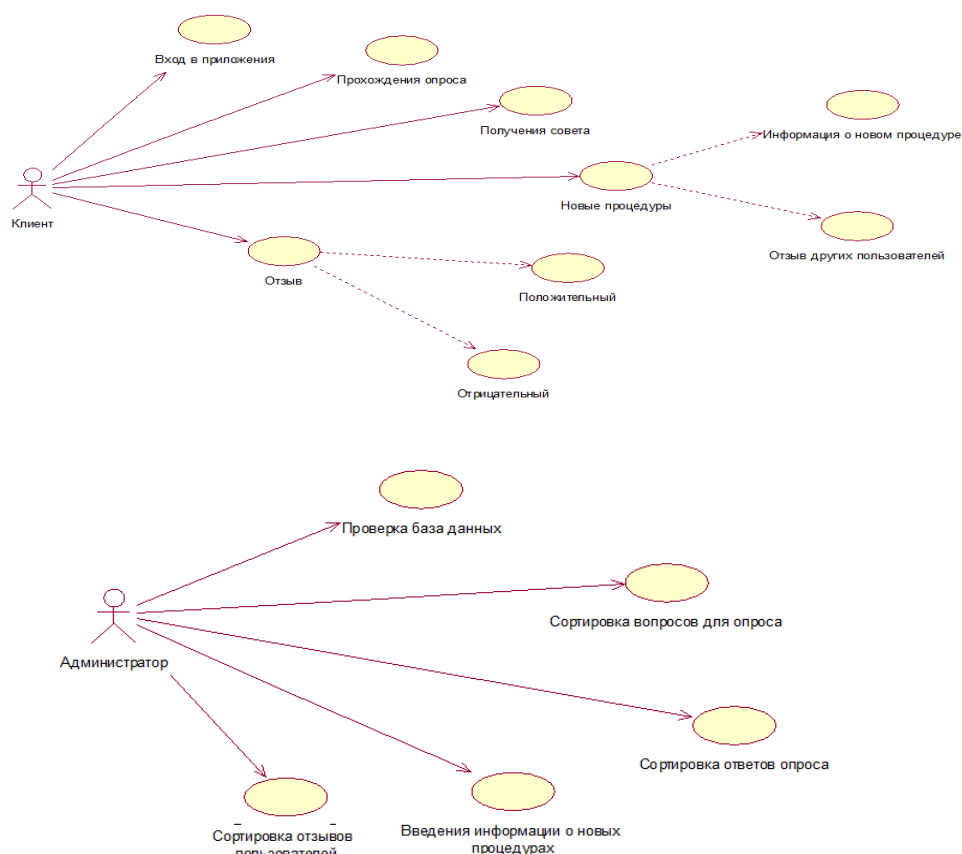 Вход в приложения
Прохождения опроса
Получения совета
Информация о новом процедуре
Новые процедуры
Клиент
Отзыв других пользователей
Отзыв
Положительный
Отрицательный
Проверка база данных
Сортировка вопросов для опроса
Администратор
Сортировка ответов опроса
Сортировка отзывов
пользователей
Введения информации о новых
процедурах